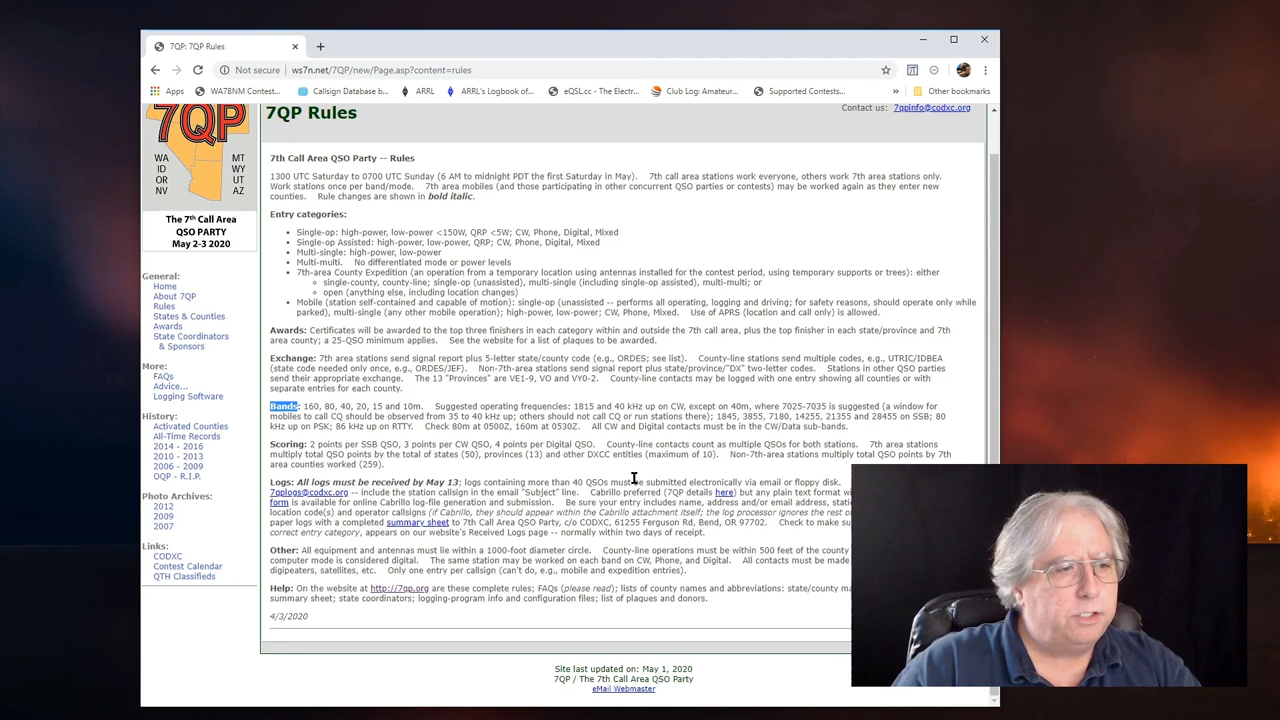 7QP: 7QP Rules
Not secure | ws7n.net/7QP/new/Page.asp?content=rules
Apps WA7BNM Contest... Callsign Database b... ARRL ARRL's Logbook of... eQSL.cc - The Electr... Club Log: Amateur... Supported Contests... » Other bookmarks
7QP
WA MT
ID WY
OR UT
NV AZ
The 7th Call Area
QSO PARTY
May 2-3 2020
General:
Home
About 7QP
Rules
States & Counties
Awards
State Coordinators
& Sponsors
More:
FAQs
Advice...
Logging Software
History:
Activated Counties
All-Time Records
2014 - 2016
2010 - 2013
2006 - 2009
OQP - R.I.P.
Photo Archives:
2012
2009
2007
Links:
CODXC
Contest Calendar
QTH Classifieds
7QP Rules
Contact us: 7qpinfo@codxc.org
7th Call Area QSO Party -- Rules
1300 UTC Saturday to 0700 UTC Sunday (6 AM to midnight PDT the first Saturday in May). 7th call area stations work everyone, others work 7th area stations only.
Work stations once per band/mode. 7th area mobiles (and those participating in other concurrent QSO parties or contests) may be worked again as they enter new
counties. Rule changes are shown in bold italic.
Entry categories:
• Single-op: high-power, low-power <150W, QRP <5W; CW, Phone, Digital, Mixed
• Single-op Assisted: high-power, low-power, QRP; CW, Phone, Digital, Mixed
• Multi-single: high-power, low-power
• Multi-multi. No differentiated mode or power levels
• 7th-area County Expedition (an operation from a temporary location using antennas installed for the contest period, using temporary supports or trees): either
○ single-county, county-line; single-op (unassisted), multi-single (including single-op assisted), multi-multi; or
○ open (anything else, including location changes)
• Mobile (station self-contained and capable of motion): single-op (unassisted -- performs all operating, logging and driving; for safety reasons, should operate only while
parked), multi-single (any other mobile operation); high-power, low-power; CW, Phone, Mixed. Use of APRS (location and call only) is allowed.
Awards: Certificates will be awarded to the top three finishers in each category within and outside the 7th call area, plus the top finisher in each state/province and 7th
area county; a 25-QSO minimum applies. See the website for a list of plaques to be awarded.
Exchange: 7th area stations send signal report plus 5-letter state/county code (e.g., ORDES; see list). County-line stations send multiple codes, e.g., UTRIC/IDBEA
(state code needed only once, e.g., ORDES/JEF). Non-7th-area stations send signal report plus state/province/"DX" two-letter codes. Stations in other QSO parties
send their appropriate exchange. The 13 "Provinces" are VE1-9, VO and VY0-2. County-line contacts may be logged with one entry showing all counties or with
separate entries for each county.
Bands: 160, 80, 40, 20, 15 and 10m. Suggested operating frequencies: 1815 and 40 kHz up on CW, except on 40m, where 7025-7035 is suggested (a window for
mobiles to call CQ should be observed from 35 to 40 kHz up; others should not call CQ or run stations there); 1845, 3855, 7180, 14255, 21355 and 28455 on SSB; 80
kHz up on PSK; 86 kHz up on RTTY. Check 80m at 0500Z, 160m at 0530Z. All CW and Digital contacts must be in the CW/Data sub-bands.
Scoring: 2 points per SSB QSO, 3 points per CW QSO, 4 points per Digital QSO. County-line contacts count as multiple QSOs for both stations. 7th area stations
multiply total QSO points by the total of states (50), provinces (13) and other DXCC entities (maximum of 10). Non-7th-area stations multiply total QSO points by 7th
area counties worked (259).
Logs: All logs must be received by May 13; logs containing more than 40 QSOs must be submitted electronically via email or floppy disk.
7qplogs@codxc.org -- include the station callsign in the email "Subject" line. Cabrillo preferred (7QP details here) but any plain text format w
form is available for online Cabrillo log-file generation and submission. Be sure your entry includes name, address and/or email address, stati
location code(s) and operator callsigns (if Cabrillo, they should appear within the Cabrillo attachment itself; the log processor ignores the rest o
paper logs with a completed summary sheet to 7th Call Area QSO Party, c/o CODXC, 61255 Ferguson Rd, Bend, OR 97702. Check to make su
correct entry category, appears on our website's Received Logs page -- normally within two days of receipt.
Other: All equipment and antennas must lie within a 1000-foot diameter circle. County-line operations must be within 500 feet of the county
computer mode is considered digital. The same station may be worked on each band on CW, Phone, and Digital. All contacts must be made
digipeaters, satellites, etc. Only one entry per callsign (can't do, e.g., mobile and expedition entries).
Help: On the website at http://7qp.org are these complete rules; FAQs (please read); lists of county names and abbreviations: state/county ma
summary sheet; state coordinators; logging-program info and configuration files; list of plaques and donors.
4/3/2020
Site last updated on: May 1, 2020
7QP / The 7th Call Area QSO Party
eMail Webmaster